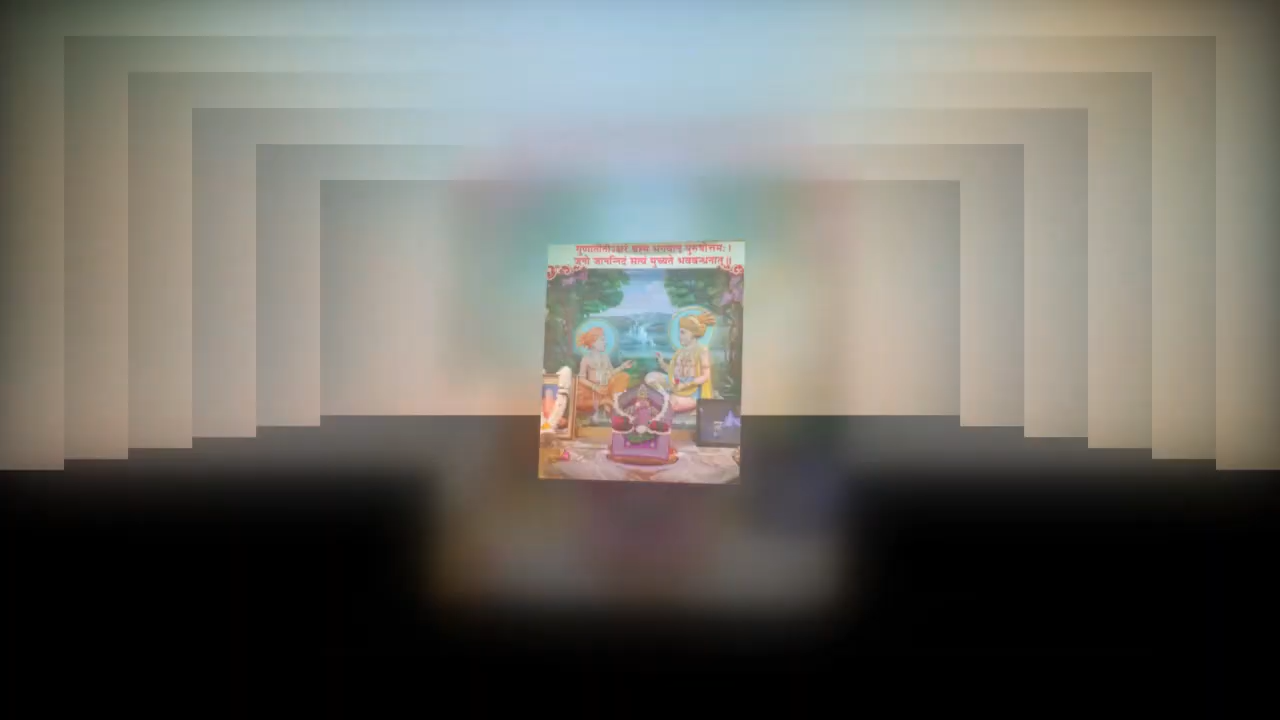 गुणातीतोऽक्षरं ब्रह्म भगवान् पुरुषोत्तमः।
जनो जानन्निदं सत्यं मुच्यते भवबन्धनात्॥